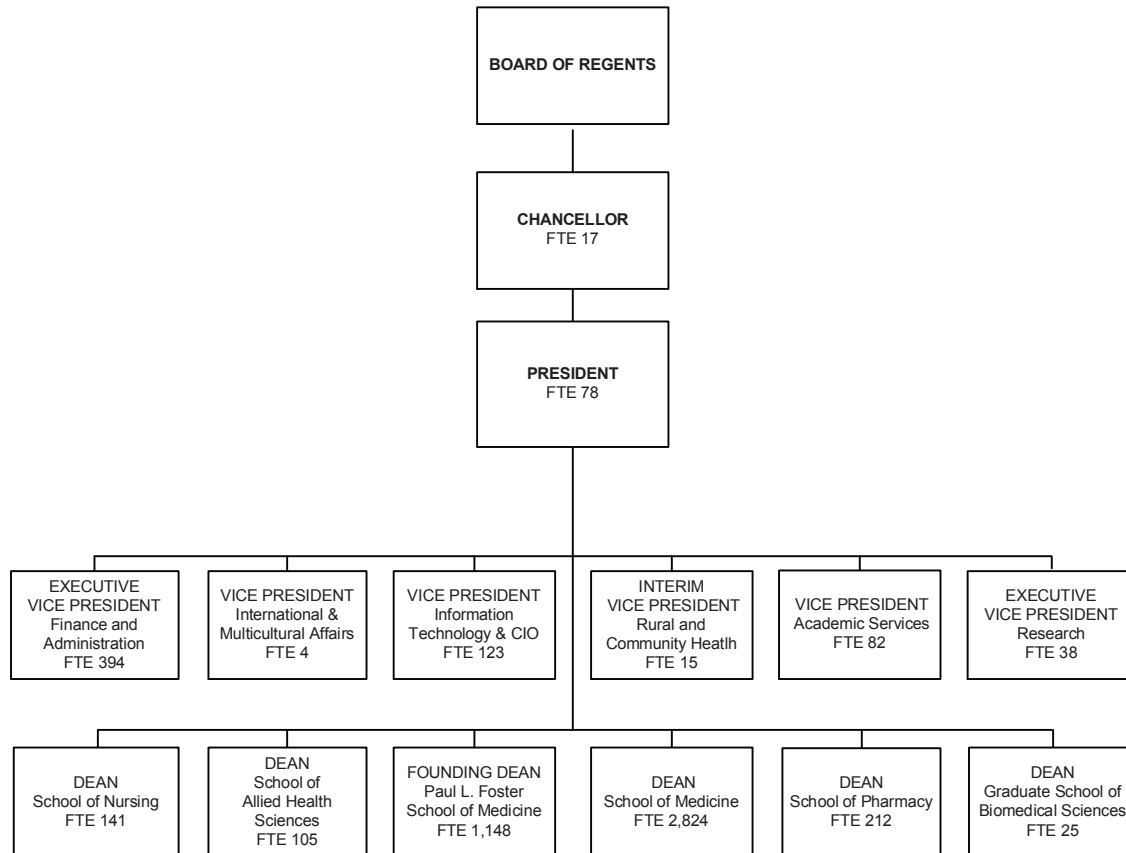 BOARD OF REGENTS
CHANCELLOR
FTE 17
PRESIDENT
FTE 78
EXECUTIVE
VICE PRESIDENT
Finance and
Administration
FTE 394
VICE PRESIDENT
International &
Multicultural Affairs
FTE 4
VICE PRESIDENT
Information
Technology & CIO
FTE 123
INTERIM
VICE PRESIDENT
Rural and
Community Heatlh
FTE 15
VICE PRESIDENT
Academic Services
FTE 82
EXECUTIVE
VICE PRESIDENT
Research
FTE 38
DEAN
School of Nursing
FTE 141
DEAN
School of
Allied Health
Sciences
FTE 105
FOUNDING DEAN
Paul L. Foster
School of Medicine
FTE 1,148
DEAN
School of Medicine
FTE 2,824
DEAN
School of Pharmacy
FTE 212
DEAN
Graduate School of
Biomedical Sciences
FTE 25